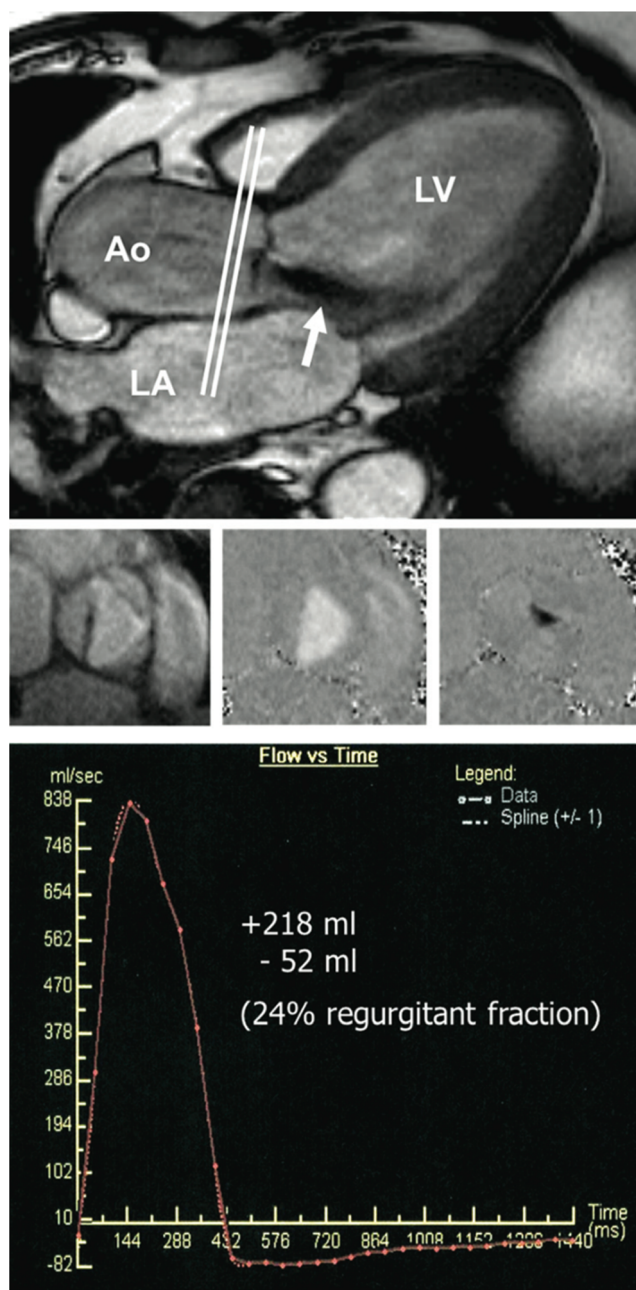 LV
Ao
LA
Flow vs Time
ml/sec
Legend:
Data
Spline (+/- 1)
838
746
654
562
470
378
286
194
102
10
-82
+218 ml
- 52 ml
(24% regurgitant fraction)
Time
(ms)
144
288
432
576
720
864
1008
1152
1286
1440